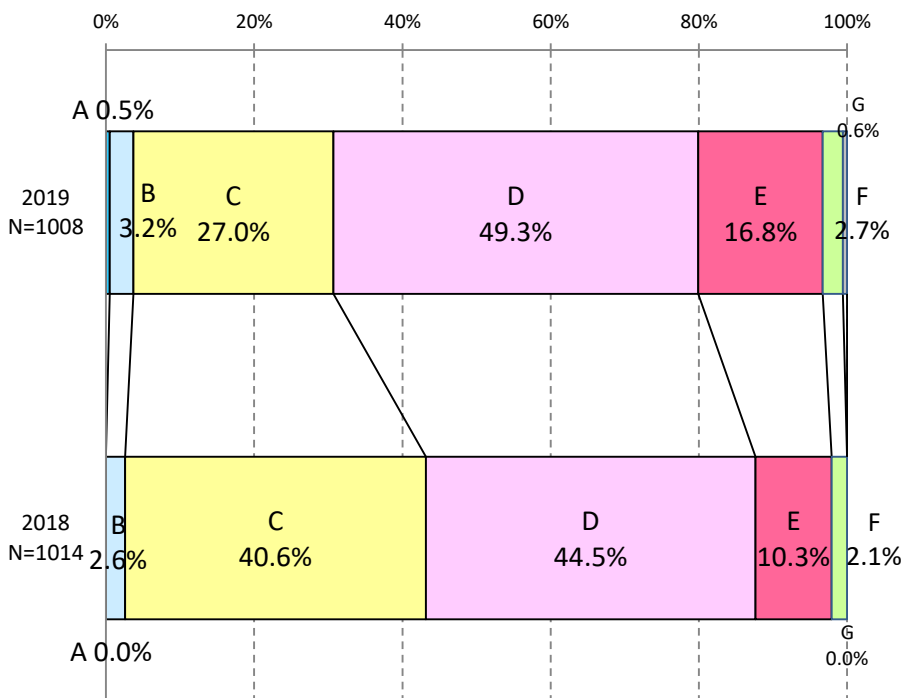 0% 20% 40% 60% 80% 100%
A 0.5%
G
0.6%
2019
N=1008
B
3.2%
C
27.0%
D
49.3%
E
16.8%
F
2.7%
2018
N=1014
B
2.6%
C
40.6%
D
44.5%
E
10.3%
F
2.1%
A 0.0%
G
0.0%